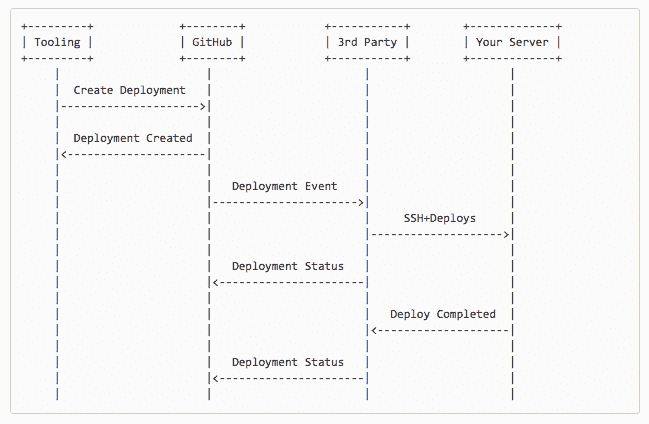 Tooling GitHub 3rd Party Your Server
Create Deployment
Deployment Created
Deployment Event
SSH+Deploys
Deployment Status
Deploy Completed
Deployment Status